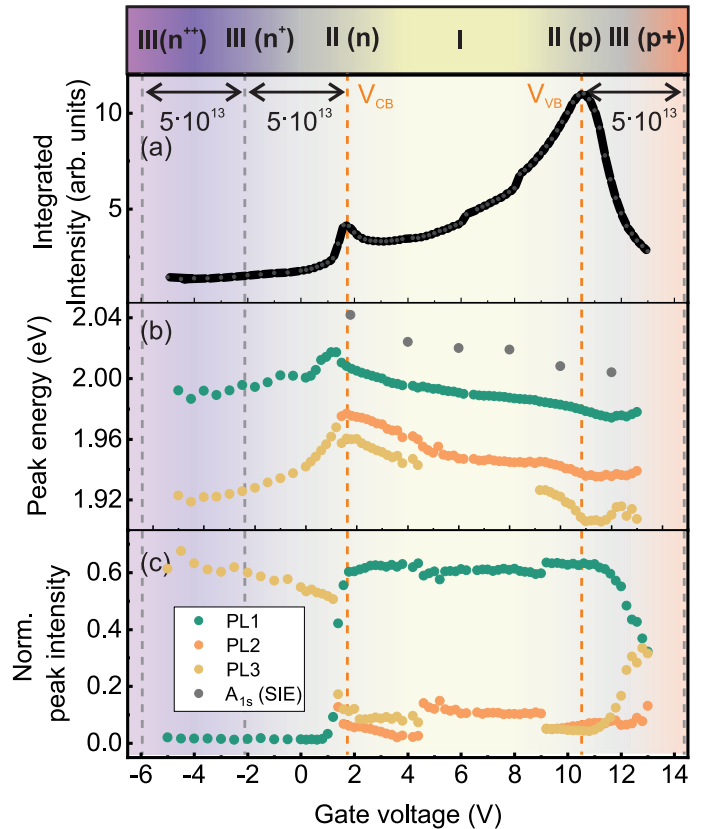 III(n++) III (n+) II (n) I II (p) III (p+)
5·10¹³ 5·10¹³ V_CB V_VB 5·10¹³
(a)
Integrated
Intensity (arb. units)
10
5
(b)
Peak energy (eV)
2.04
2.00
1.96
1.92
(c)
Norm.
peak intensity
0.6
0.4
0.2
0.0
PL1
PL2
PL3
A₁ₛ (SIE)
-6 -4 -2 0 2 4 6 8 10 12 14
Gate voltage (V)